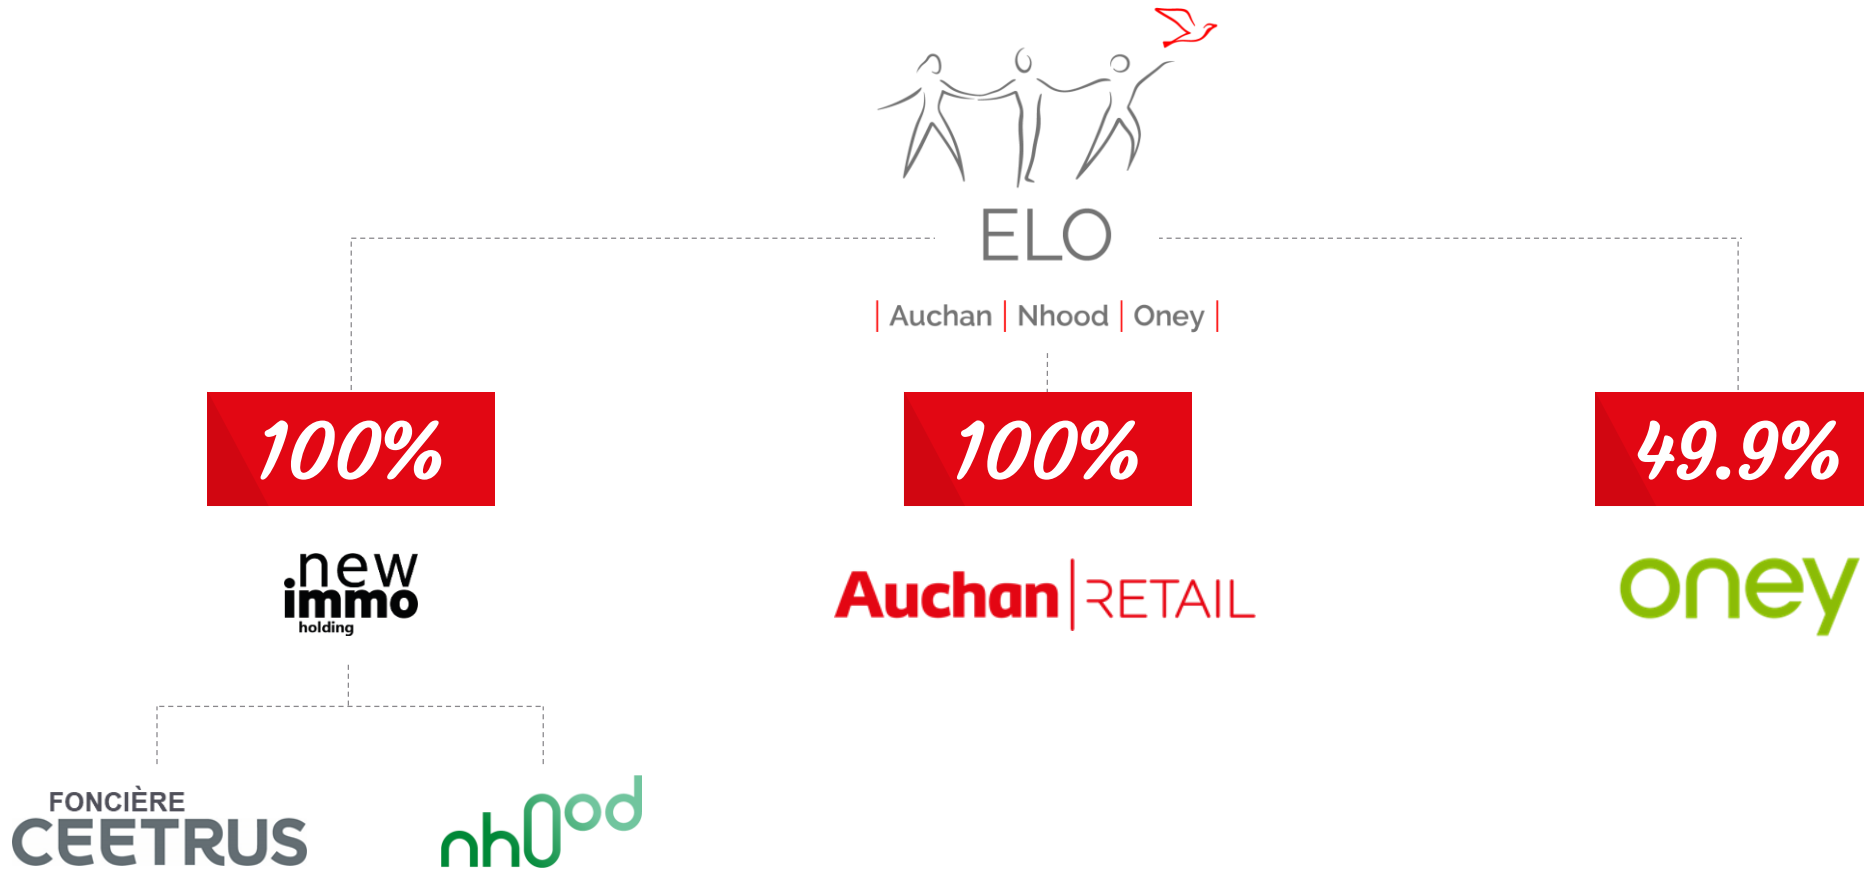 ELO
| Auchan | Nhood | Oney |
100%
100%
49.9%
new
immo
holding
Auchan | RETAIL
oney
FONCIÈRE
CEETRUS
nhood